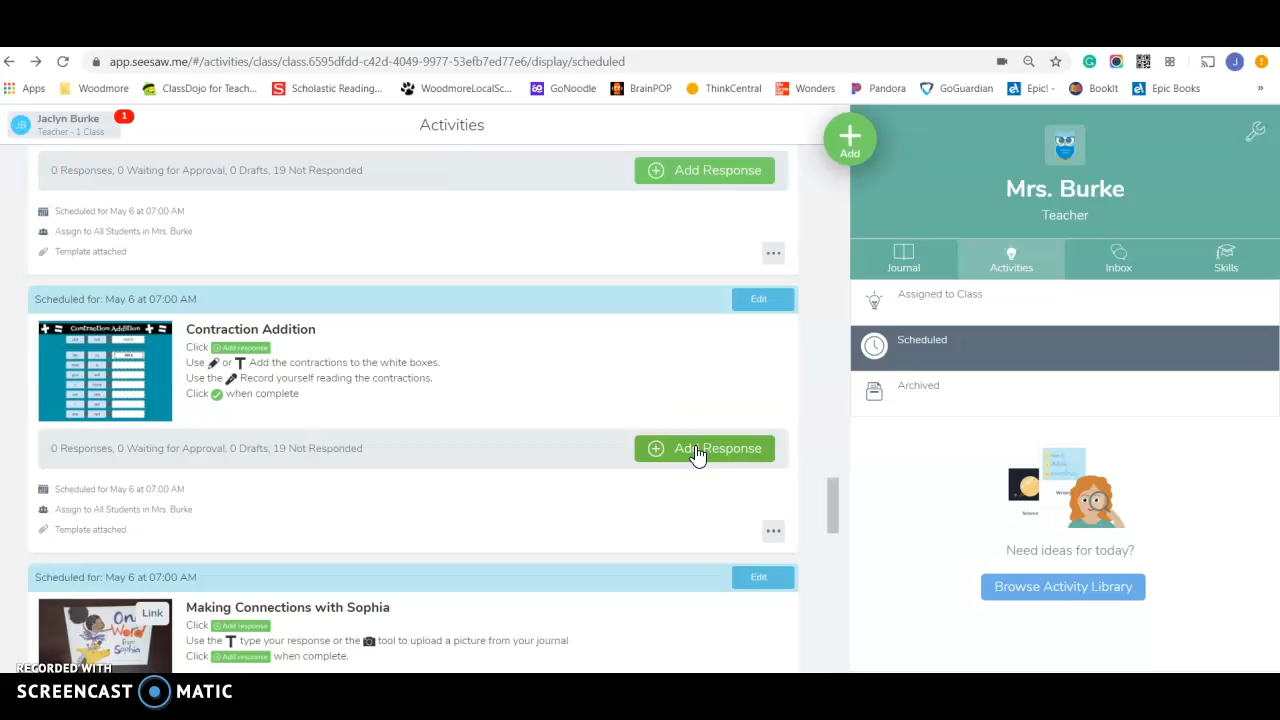 app.seesaw.me/#/activities/class/class.6595dfdd-c42d-4049-9977-53efb7ed77e6/display/scheduled
J
Apps Woodmore ClassDojo for Teach... Scholastic Reading... WoodmoreLocalSc... GoNoodle BrainPOP ThinkCentral Wonders Pandora GoGuardian Epic! - BookIt Epic Books »
JB Jaclyn Burke 1
Teacher - 1 Class
Activities
Add
0 Responses, 0 Waiting for Approval, 0 Drafts, 19 Not Responded
Add Response
Scheduled for May 6 at 07:00 AM
Assign to All Students in Mrs. Burke
Template attached
Scheduled for: May 6 at 07:00 AM
Edit
Contraction Addition
Contraction Addition
Click Add response
Use or T Add the contractions to the white boxes.
Use the Record yourself reading the contractions.
Click when complete
0 Responses, 0 Waiting for Approval, 0 Drafts, 19 Not Responded
Add Response
Scheduled for May 6 at 07:00 AM
Assign to All Students in Mrs. Burke
Template attached
Scheduled for: May 6 at 07:00 AM
Edit
Link
Word
from
Sophia
Making Connections with Sophia
Click Add response
Use the T type your response or the tool to upload a picture from your journal
Click Add response when complete.
Mrs. Burke
Teacher
Journal
Activities
Inbox
Skills
Assigned to Class
Scheduled
Archived
Science
Need ideas for today?
Browse Activity Library
RECORDED WITH
SCREENCAST MATIC